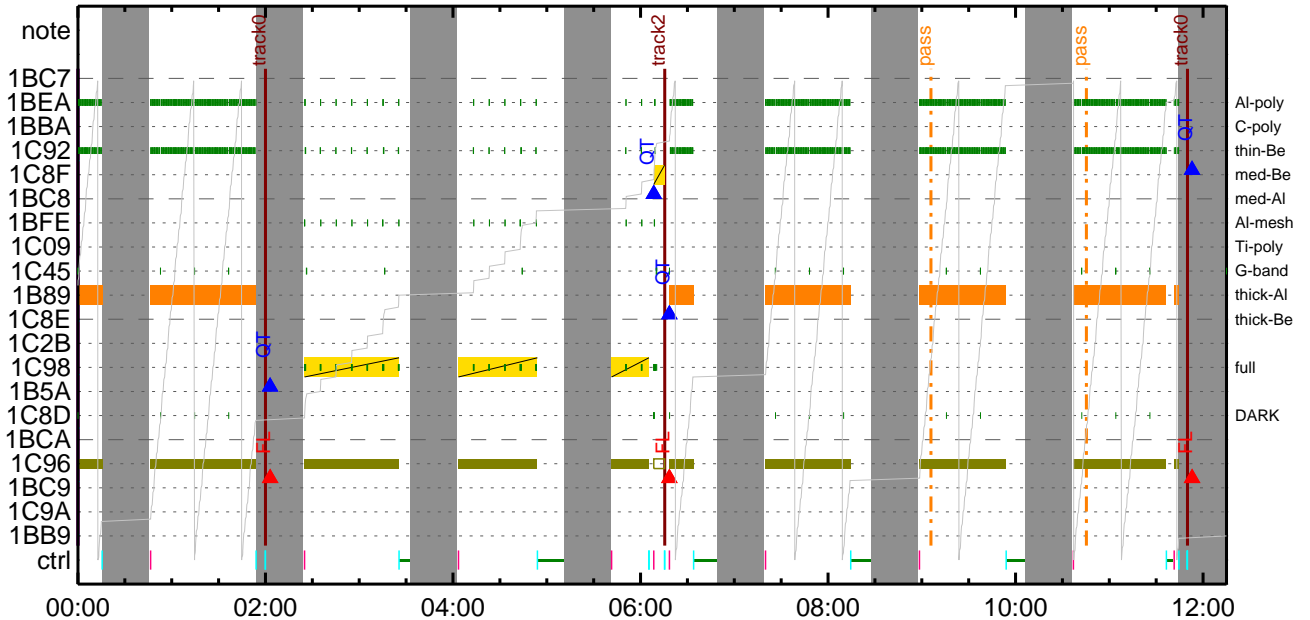 note
track0
track2
pass
pass
track0
1BC7
1BEA
Al-poly
1BBA
C-poly
QT
1C92
thin-Be
QT
1C8F
med-Be
1BC8
med-Al
1BFE
Al-mesh
1C09
Ti-poly
1C45
G-band
QT
1B89
thick-Al
1C8E
thick-Be
1C2B
QT
1C98
full
1B5A
1C8D
DARK
1BCA
FL
FL
FL
1C96
1BC9
1C9A
1BB9
ctrl
00:00
02:00
04:00
06:00
08:00
10:00
12:00